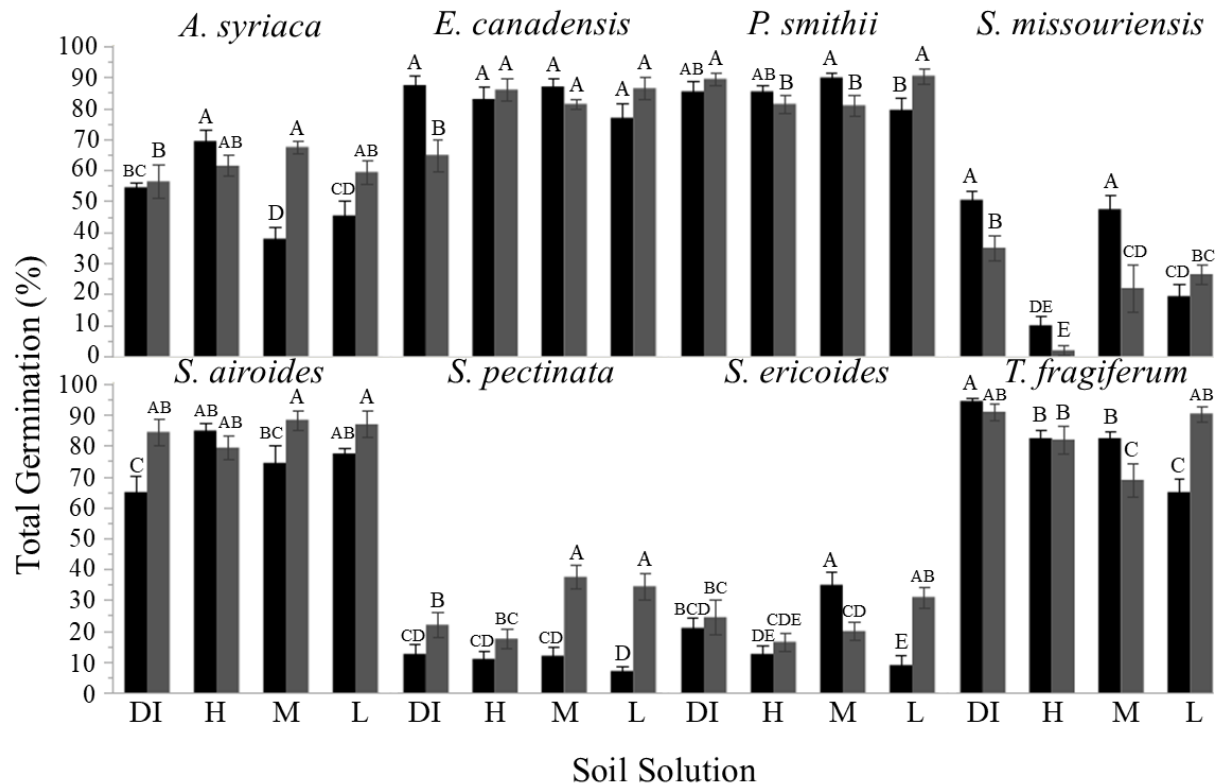 A. syriaca E. canadensis P. smithii S. missouriensis
100
90
80
70
60
50
40
30
20
10
0
BC B A AB D A CD AB
A B A A A A A A
AB A AB B A B B A
A B DE E A CD CD BC
S. airoides S. pectinata S. ericoides T. fragiferum
100
90
80
70
60
50
40
30
20
10
0
C AB AB AB BC A AB A
CD B CD BC CD A D A
BCD BC DE CDE A CD E AB
A AB B B B C C AB
DI H M L DI H M L DI H M L DI H M L
Total Germination (%)
Soil Solution